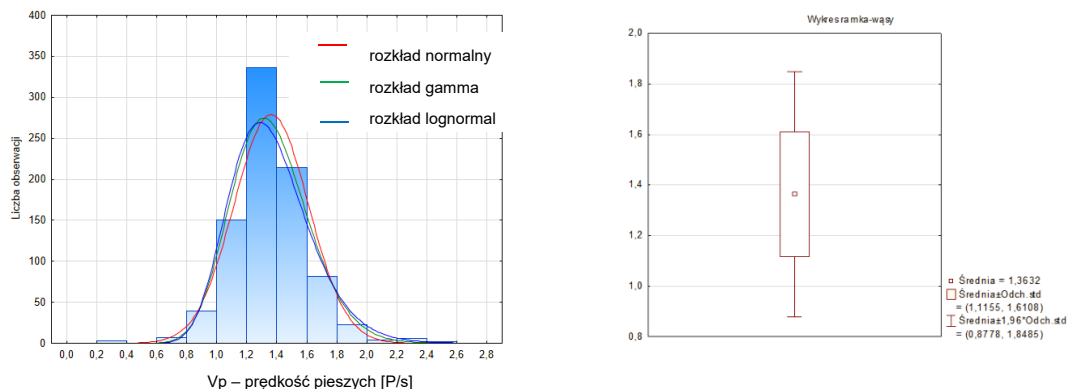 400
350
300
250
200
150
100
50
0
Liczba obserwacji
rozkład normalny
rozkład gamma
rozkład lognormal
0,0 0,2 0,4 0,6 0,8 1,0 1,2 1,4 1,6 1,8 2,0 2,2 2,4 2,6 2,8
Vp – prędkość pieszych [P/s]
Wykres ramka-wąsy
2,0
1,8
1,6
1,4
1,2
1,0
0,8
Średnia = 1,3632
Średnia±Odch.std
= (1,1155, 1,6108)
Średnia±1,96*Odch.std
= (0,8778, 1,8485)